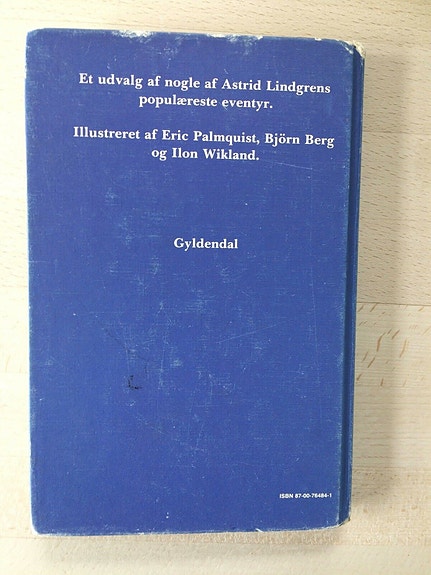 Et udvalg af nogle af Astrid Lindgrens
populæreste eventyr.
Illustreret af Eric Palmquist, Björn Berg
og Ilon Wikland.
Gyldendal
ISBN 87-00-76484-1